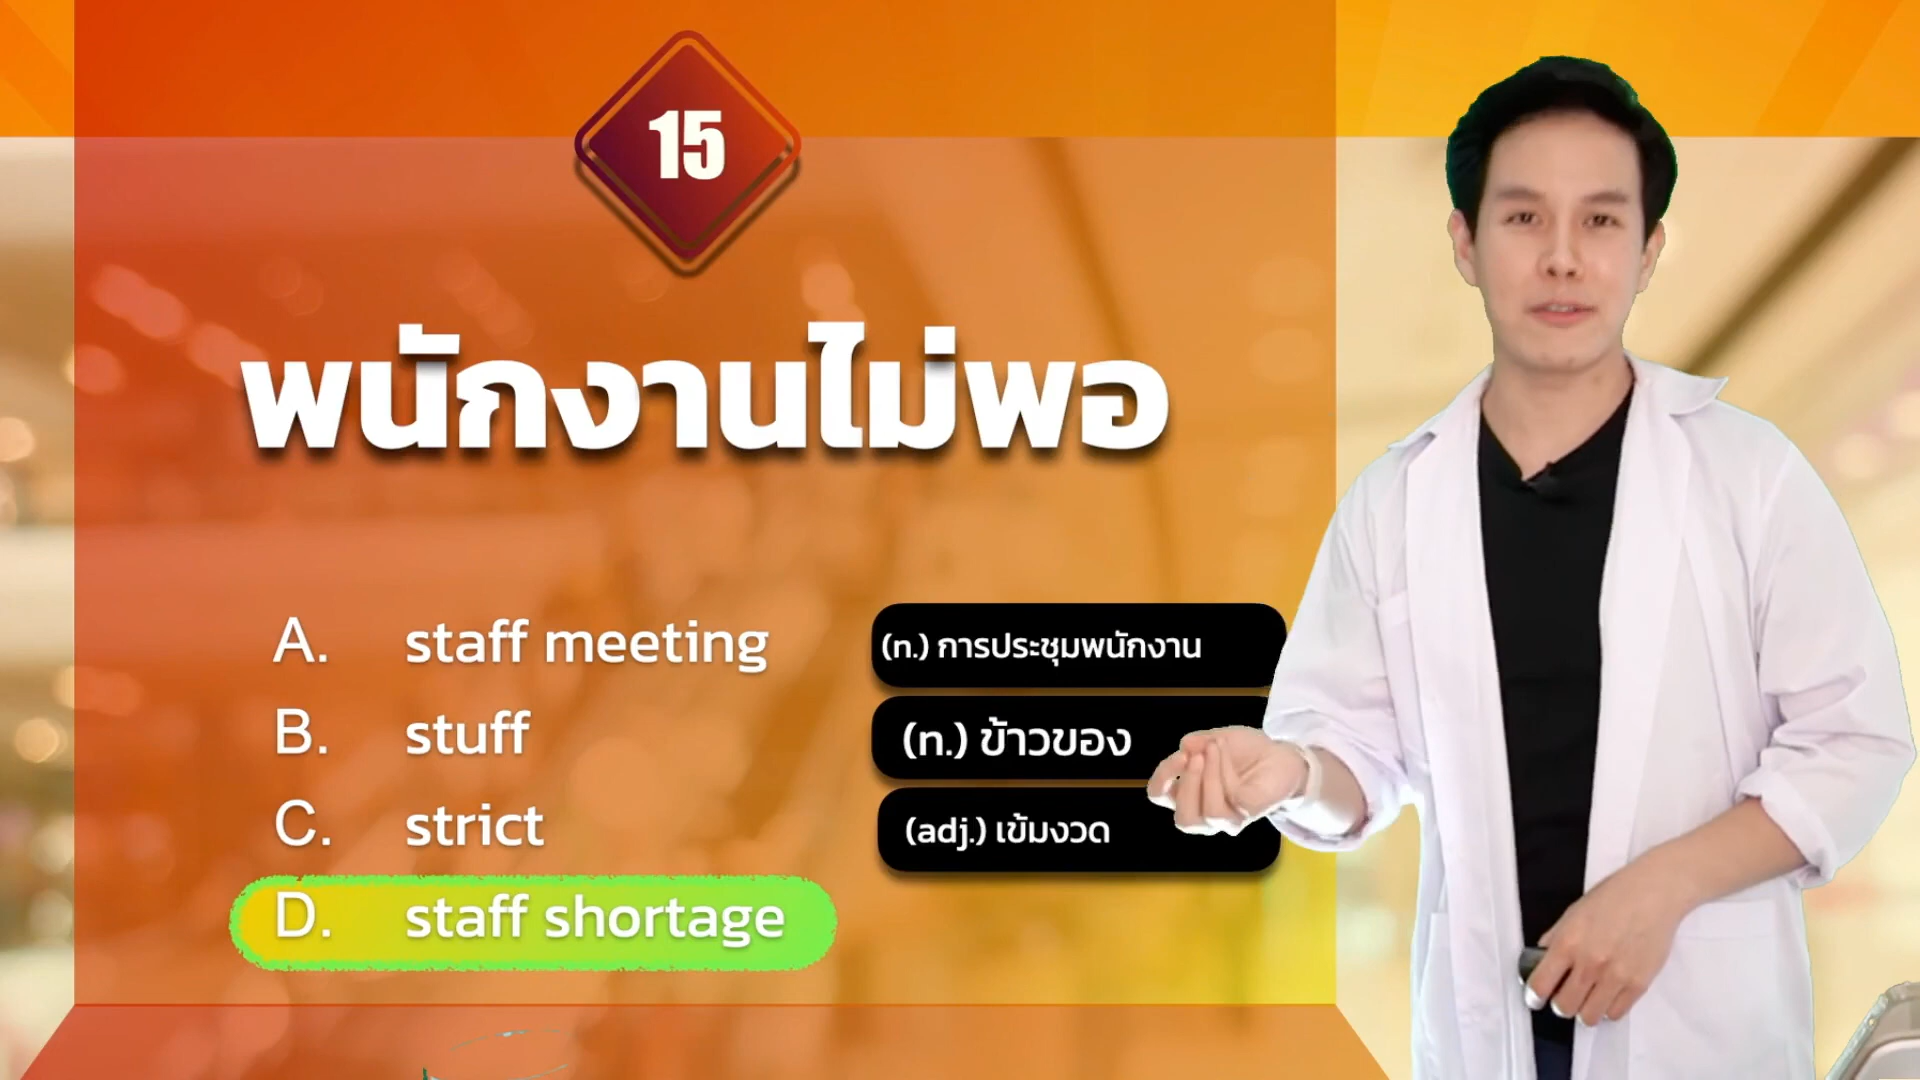 15
พนักงานไม่พอ
A. staff meeting (n.) การประชุมพนักงาน
B. stuff (n.) ข้าวของ
C. strict (adj.) เข้มงวด
D. staff shortage